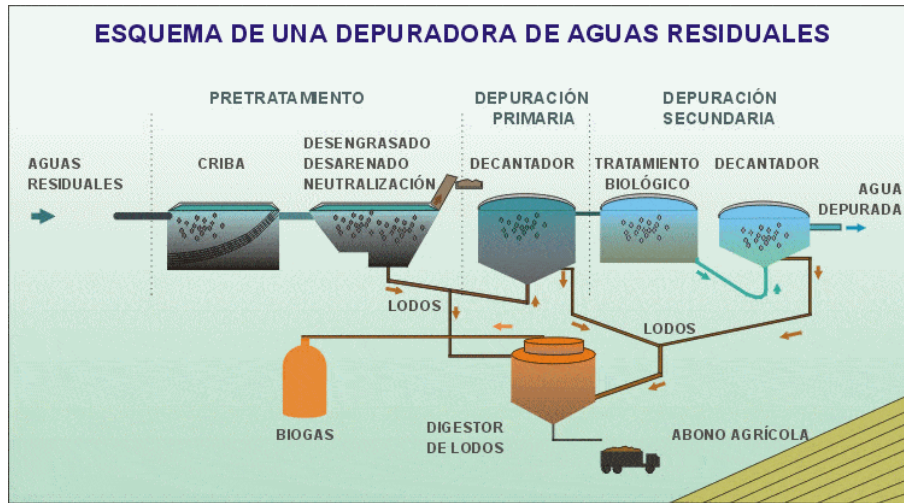 ESQUEMA DE UNA DEPURADORA DE AGUAS RESIDUALES
PRETRATAMIENTO
DEPURACIÓN
PRIMARIA
DEPURACIÓN
SECUNDARIA
AGUAS
RESIDUALES
CRIBA
DESENGRASADO
DESARENADO
NEUTRALIZACIÓN
DECANTADOR
TRATAMIENTO
BIOLÓGICO
DECANTADOR
AGUA
DEPURADA
LODOS
LODOS
BIOGAS
DIGESTOR
DE LODOS
ABONO AGRÍCOLA